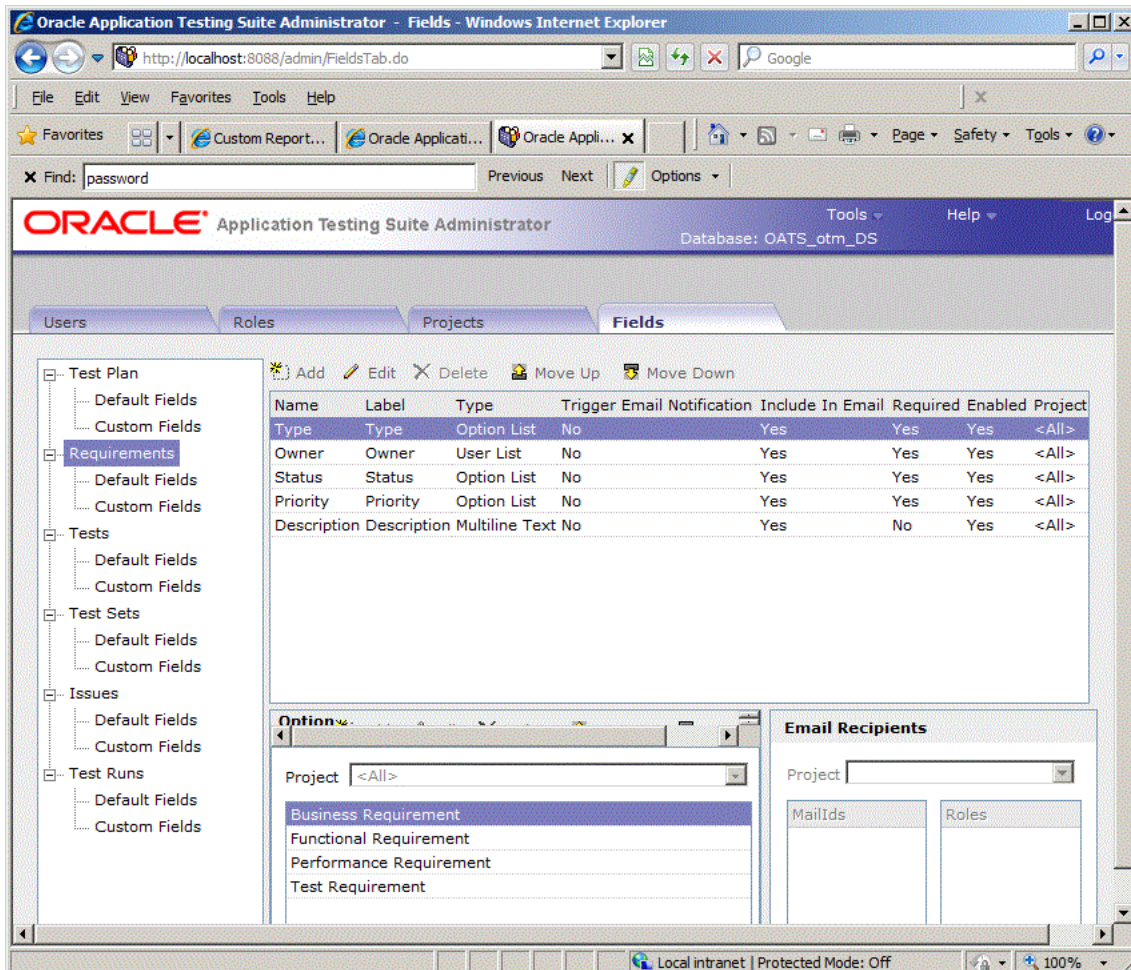 Oracle Application Testing Suite Administrator - Fields - Windows Internet Explorer
http://localhost:8088/admin/FieldsTab.do
Google
File Edit View Favorites Tools Help
Favorites Custom Report... Oracle Applicati... Oracle Appli... Page Safety Tools
Find: password Previous Next Options
ORACLE Application Testing Suite Administrator Tools Help Log
Database: OATS_otm_DS
Users Roles Projects Fields
Test Plan
Default Fields
Custom Fields
Requirements
Default Fields
Custom Fields
Tests
Default Fields
Custom Fields
Test Sets
Default Fields
Custom Fields
Issues
Default Fields
Custom Fields
Test Runs
Default Fields
Custom Fields
Add Edit Delete Move Up Move Down
Name Label Type Trigger Email Notification Include In Email Required Enabled Project
Type Type Option List No Yes Yes Yes <All>
Owner Owner User List No Yes Yes Yes <All>
Status Status Option List No Yes Yes Yes <All>
Priority Priority Option List No Yes Yes Yes <All>
Description Description Multiline Text No Yes No Yes <All>
Option
Project <All>
Business Requirement
Functional Requirement
Performance Requirement
Test Requirement
Email Recipients
Project
MailIds Roles
Local intranet | Protected Mode: Off 100%